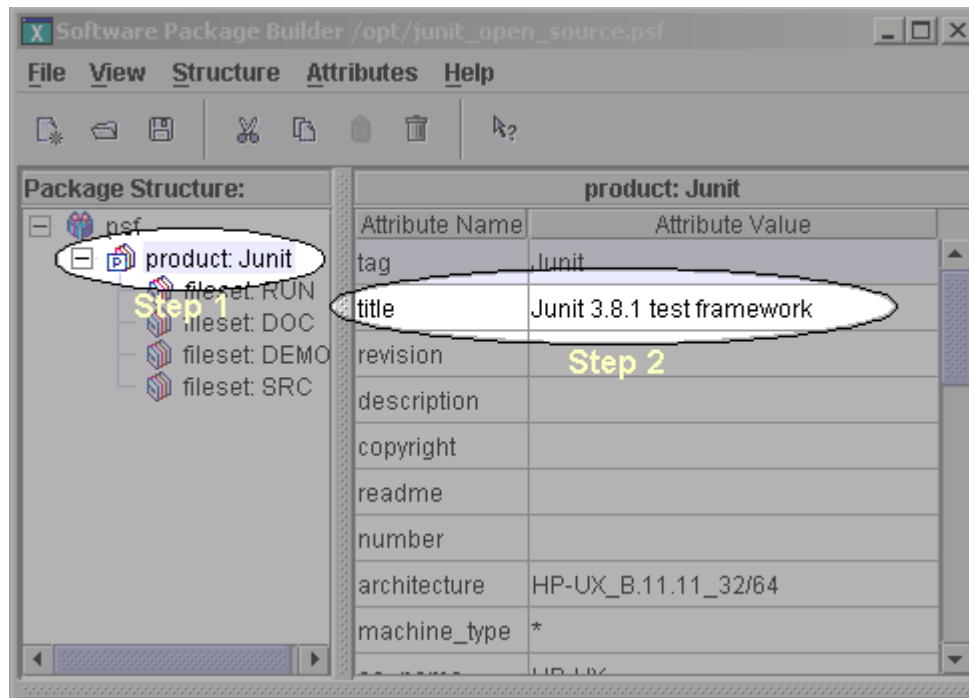 Software Package Builder /opt/junit_open_source.psf
File View Structure Attributes Help
Package Structure:
psf
product: Junit
fileset: RUN
Step 1
fileset: DOC
fileset: DEMO
fileset: SRC
product: Junit
Attribute Name Attribute Value
tag Junit
title Junit 3.8.1 test framework
revision
Step 2
description
copyright
readme
number
architecture HP-UX_B.11.11_32/64
machine_type *